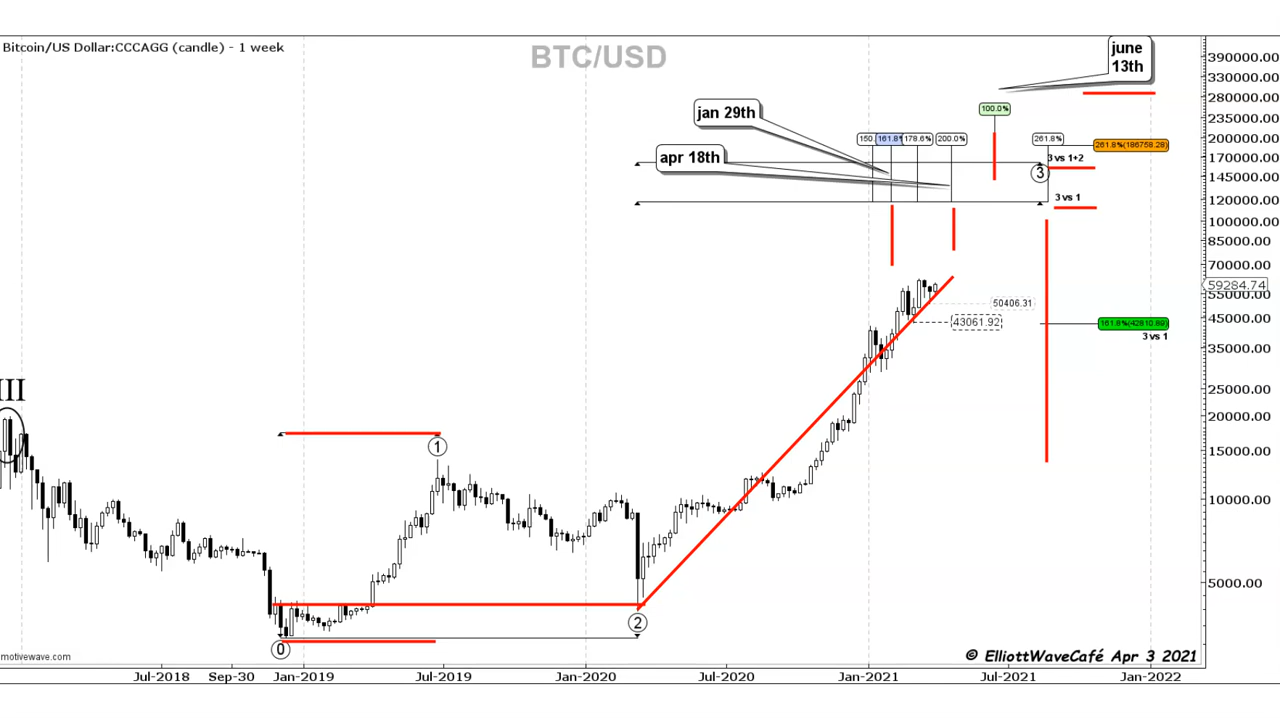 Bitcoin/US Dollar:CCCAGG (candle) - 1 week
BTC/USD
june
13th
jan 29th
apr 18th
100.0%
150
161.8%
178.6%
200.0%
261.8%
261.8%(186758.28)
3 vs 1+2
3
3 vs 1
50406.31
43061.92
161.8%(42810.89)
3 vs 1
III
1
2
0
390000.00
330000.00
280000.00
235000.00
200000.00
170000.00
145000.00
120000.00
100000.00
85000.00
70000.00
59284.74
55000.00
45000.00
35000.00
25000.00
20000.00
15000.00
10000.00
5000.00
motivewave.com
© ElliottWaveCafé Apr 3 2021
Jul-2018 Sep-30 Jan-2019 Jul-2019 Jan-2020 Jul-2020 Jan-2021 Jul-2021 Jan-2022